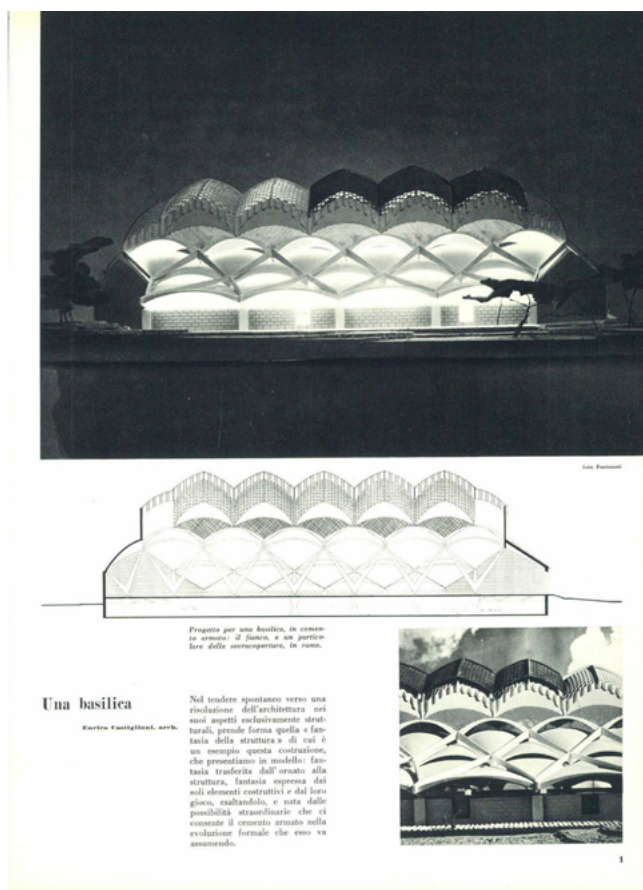 foto
Progetto per una basilica, in cemen-
to armato: il fianco, e un partico-
lare della sovracopertura, in rame.
Una basilica
Enrico Castiglioni, arch.
Nel tendere spontaneo verso una
risoluzione dell'architettura nei
suoi aspetti esclusivamente strut-
turali, prende forma quella « fan-
tasia della struttura » di cui è
un esempio questa costruzione,
che presentiamo in modello: fan-
tasia trasferita dall'ornato alla
struttura, fantasia espressa dai
soli elementi costruttivi e dal loro
gioco, esaltandolo, e nata dalle
possibilità straordinarie che ci
consente il cemento armato nella
evoluzione formale che esso va
assumendo.
1